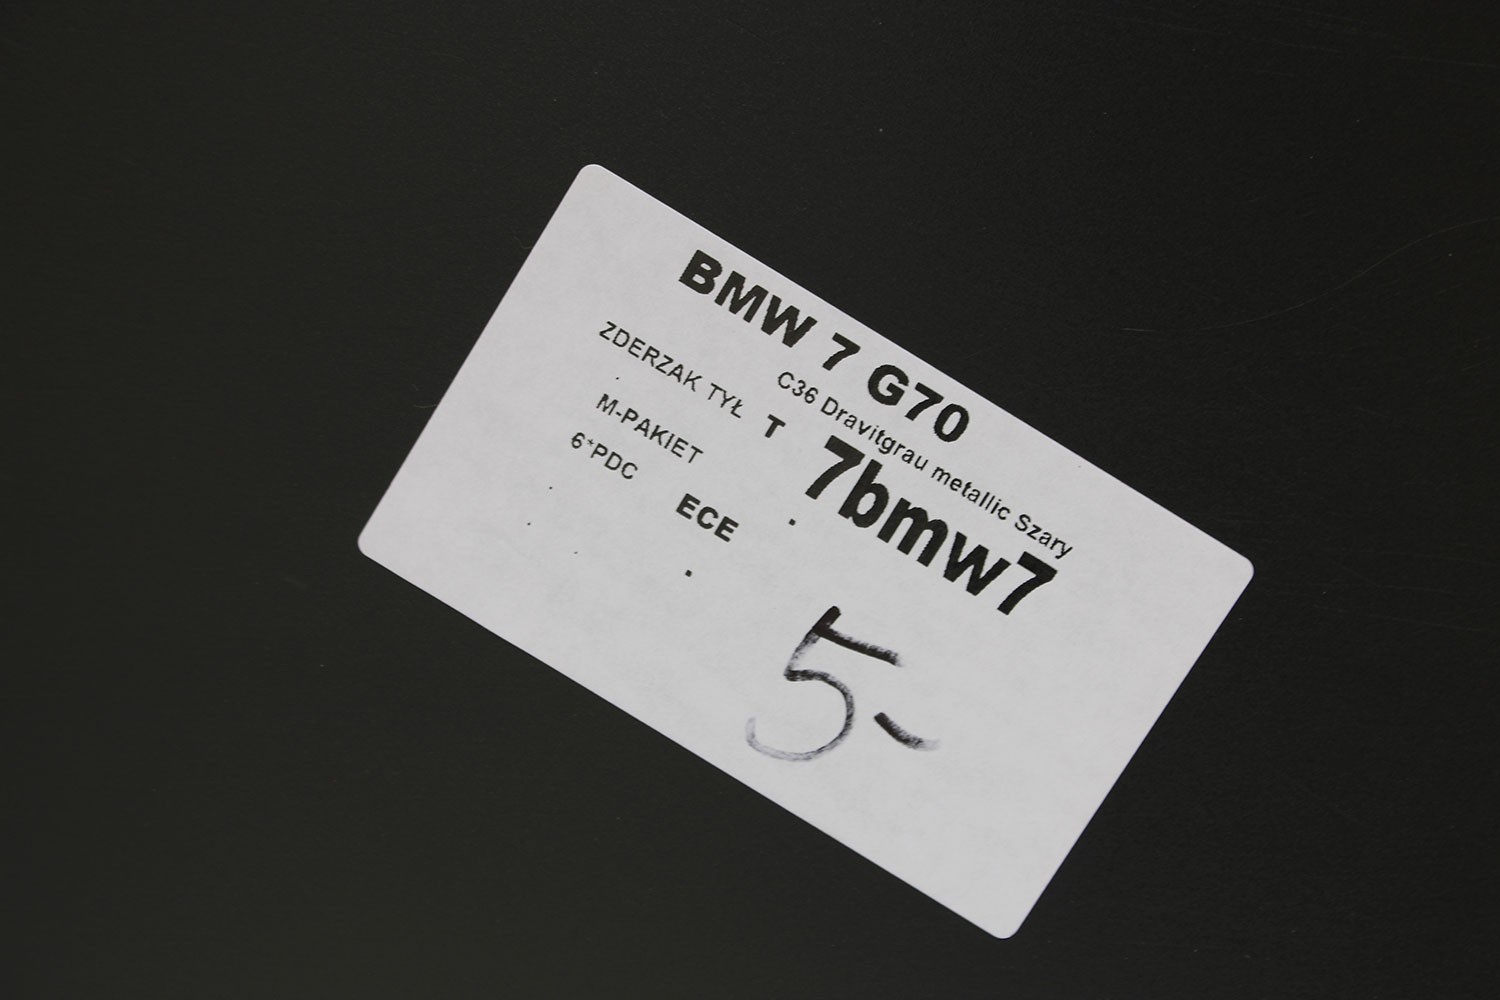 BMW 7 G70
C36 Dravitgrau metallic Szary
ZDERZAK TYŁ T
7bmw7
M-PAKIET
6*PDC
ECE
5-